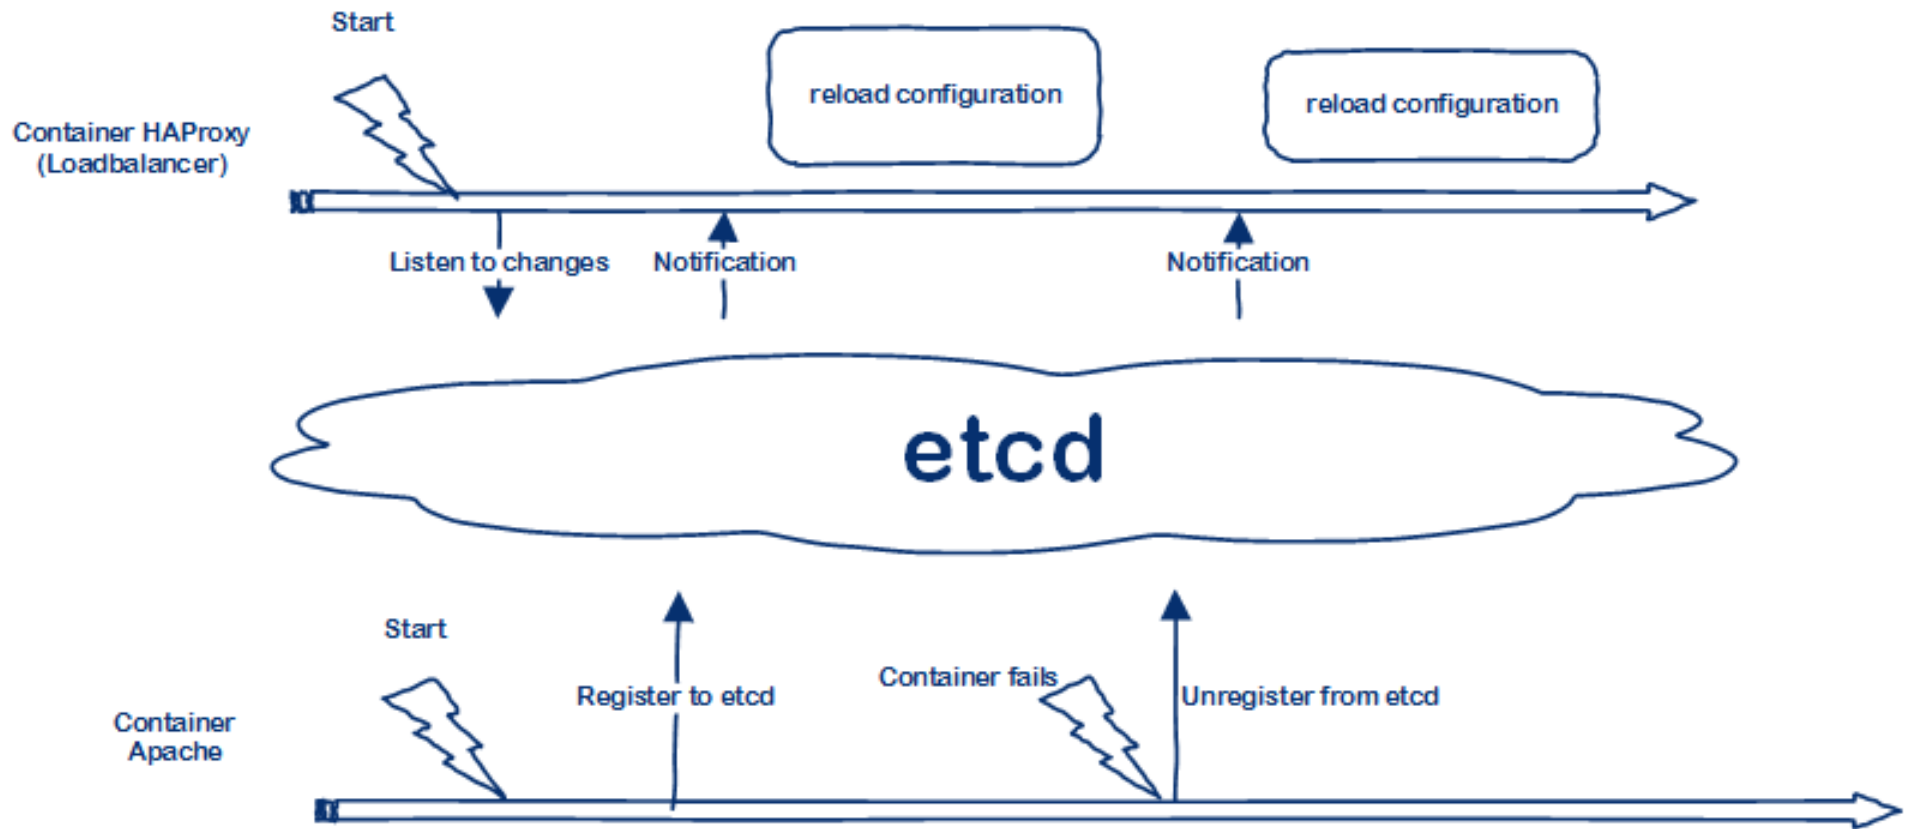 Start
reload configuration
reload configuration
Container HAProxy
(Loadbalancer)
Listen to changes
Notification
Notification
etcd
Start
Container fails
Register to etcd
Unregister from etcd
Container
Apache